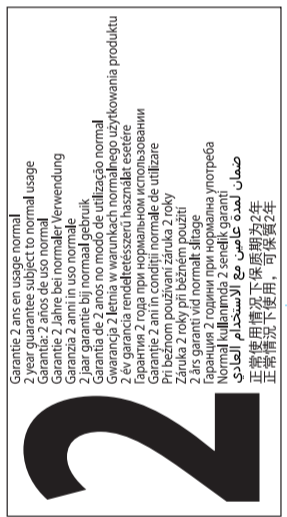 2
Garantie 2 ans en usage normal
2 year guarantee subject to normal usage
Garantia: 2 años de uso normal
Garantie 2 Jahre bei normaler Verwendung
Garanzia 2 anni in uso normale
2 jaar garantie bij normaal gebruik
Garantia de 2 anos no modo de utilização normal
Gwarancja 2 letnia w warunkach normalnego użytkowania produktu
2 év garancia rendeltetésszerű használat esetére
Гарантия 2 года при нормальном использовании
Garantie 2 ani în condiții normale de utilizare
Pri bežnom používaní záruka 2 roky
Záruka 2 roky při běžném použití
2 års garanti vid normalt slitage
Гаранция 2 години при нормална употреба
Normal kullanımda 2 senelik garanti
ضمان لمدة عامين مع الاستخدام العادي
正常使用情况下保质期为2年
正常情況下使用，可保質2年